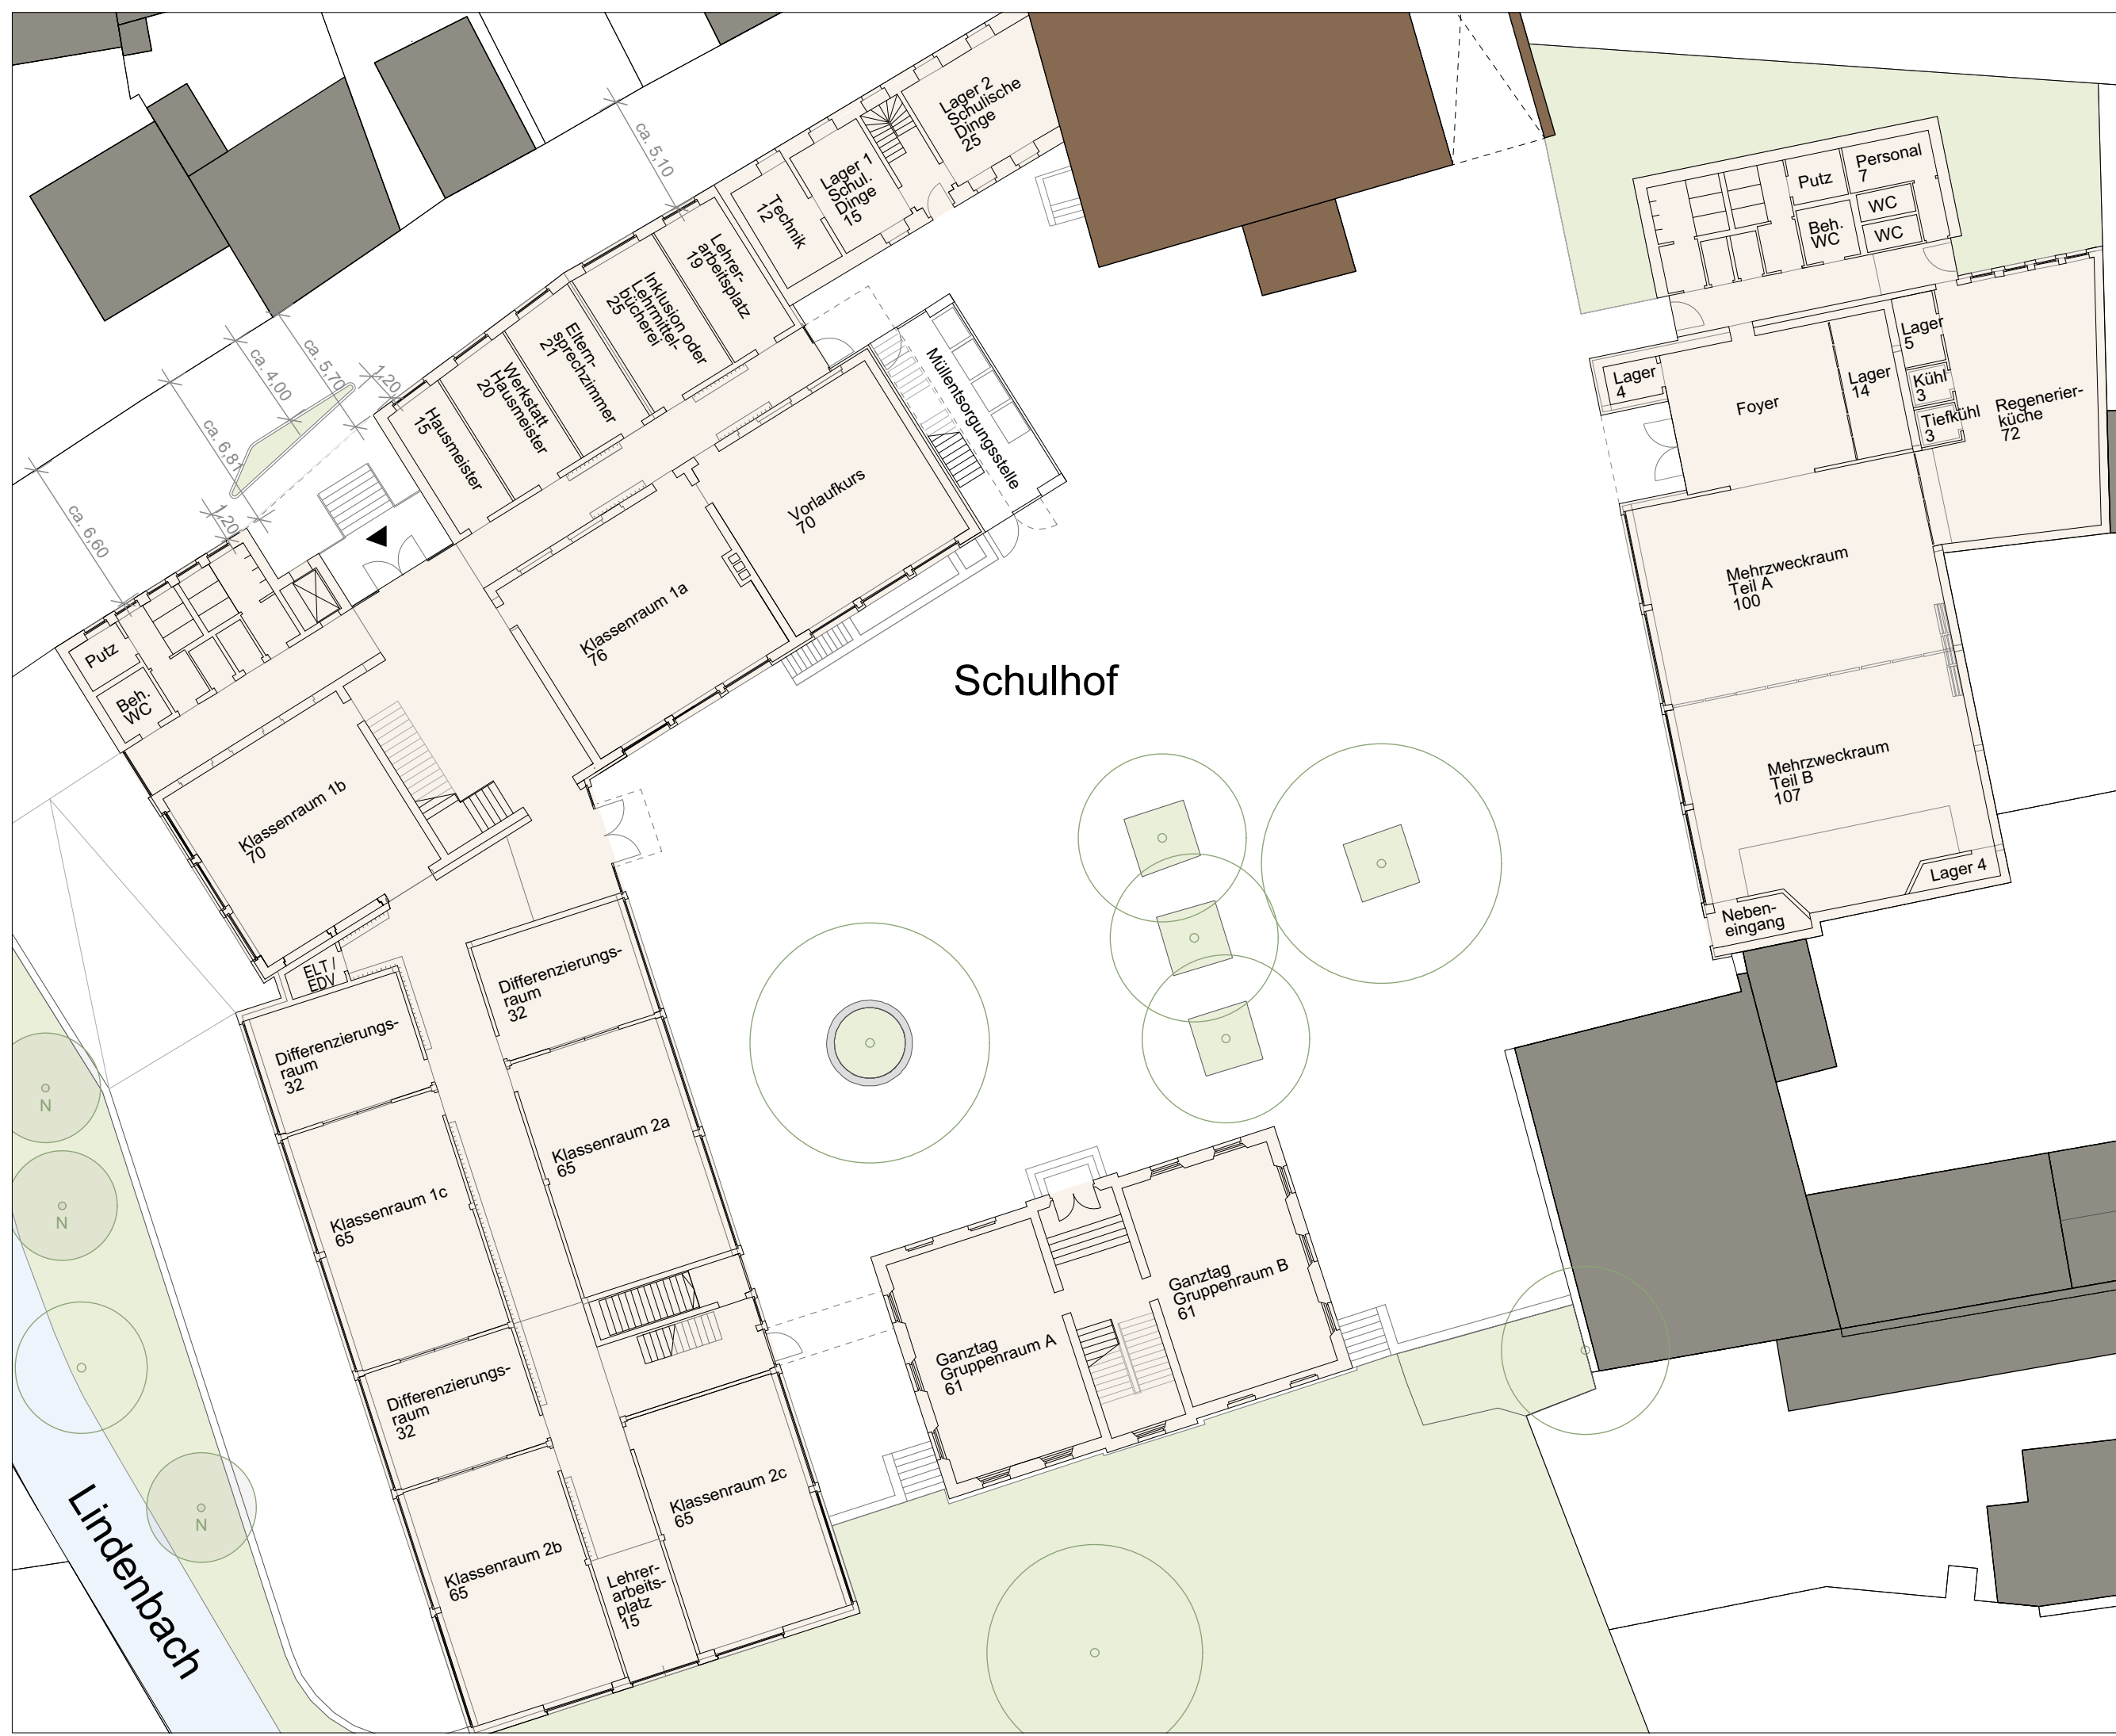 Lager 2
Schulische
Dinge
25
Lager 1
Schul.
Dinge
15
Technik
12
ca. 5,10
Lehrer-
arbeitsplatz
19
Inklusion oder
Lehrmittel-
bücherei
25
Eltern-
sprechzimmer
21
Werkstatt
Hausmeister
20
Hausmeister
15
ca. 4,00
ca. 5,70
1,20
ca. 6,81
1,20
ca. 6,60
Müllentsorgungsstelle
Vorlaufkurs
70
Klassenraum 1a
76
Putz
Beh.
WC
Klassenraum 1b
70
ELT /
EDV
Schulhof
Personal
7
Putz
WC
WC
Beh.
WC
Lager
5
Lager
4
Foyer
Lager
14
Kühl
3
Tiefkühl
3
Regenerier-
küche
72
Mehrzweckraum
Teil A
100
Mehrzweckraum
Teil B
107
Lager 4
Neben-
eingang
Differenzierungs-
raum
32
Differenzierungs-
raum
32
Klassenraum 2a
65
Klassenraum 1c
65
Differenzierungs-
raum
32
Klassenraum 2c
65
Klassenraum 2b
65
Lehrer-
arbeits-
platz
15
Ganztag
Gruppenraum A
61
Ganztag
Gruppenraum B
61
N
N
N
Lindenbach